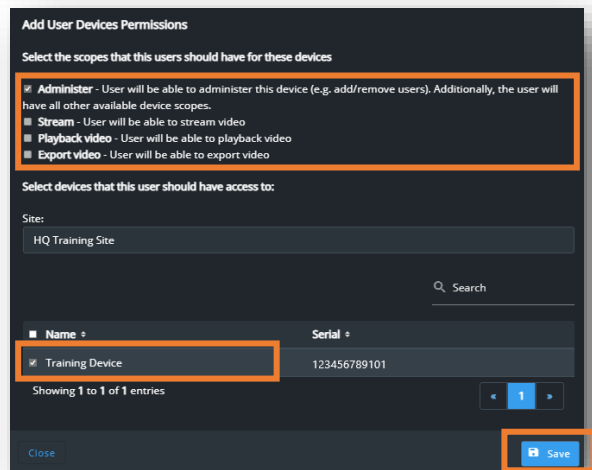 Add User Devices Permissions
Select the scopes that this users should have for these devices
Administer - User will be able to administer this device (e.g. add/remove users). Additionally, the user will
have all other available device scopes.
Stream - User will be able to stream video
Playback video - User will be able to playback video
Export video - User will be able to export video
Select devices that this user should have access to:
Site:
HQ Training Site
Search
Name Serial
Training Device 123456789101
Showing 1 to 1 of 1 entries « 1 »
Close Save